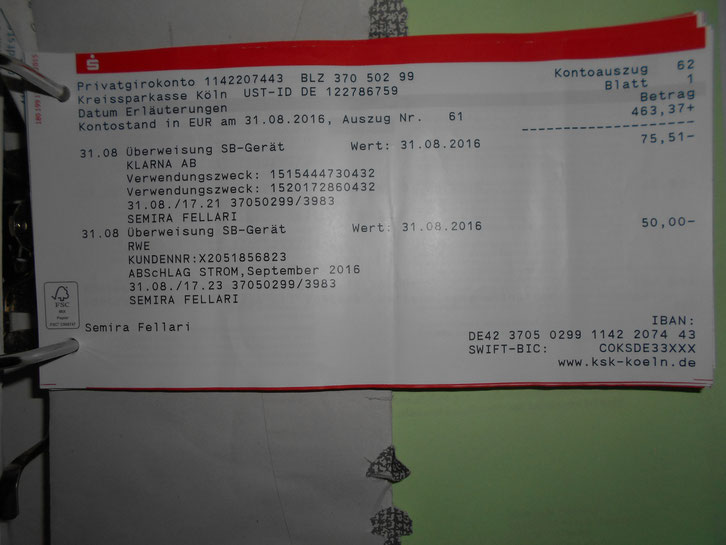 Privatgirokonto 1142207443 BLZ 370 502 99 Kontoauszug 62
Kreissparkasse Köln UST-ID DE 122786759 Blatt 1
Datum Erläuterungen Betrag
Kontostand in EUR am 31.08.2016, Auszug Nr. 61 463,37+
31.08 Überweisung SB-Gerät Wert: 31.08.2016 75,51-
KLARNA AB
Verwendungszweck: 1515444730432
Verwendungszweck: 1520172860432
31.08./17.21 37050299/3983
SEMIRA FELLARI
31.08 Überweisung SB-Gerät Wert: 31.08.2016 50,00-
RWE
KUNDENNR:X2051856823
ABScHLAG STROM,September 2016
31.08./17.23 37050299/3983
SEMIRA FELLARI
Semira Fellari
IBAN:
DE42 3705 0299 1142 2074 43
SWIFT-BIC: COKSDE33XXX
www.ksk-koeln.de
FSC